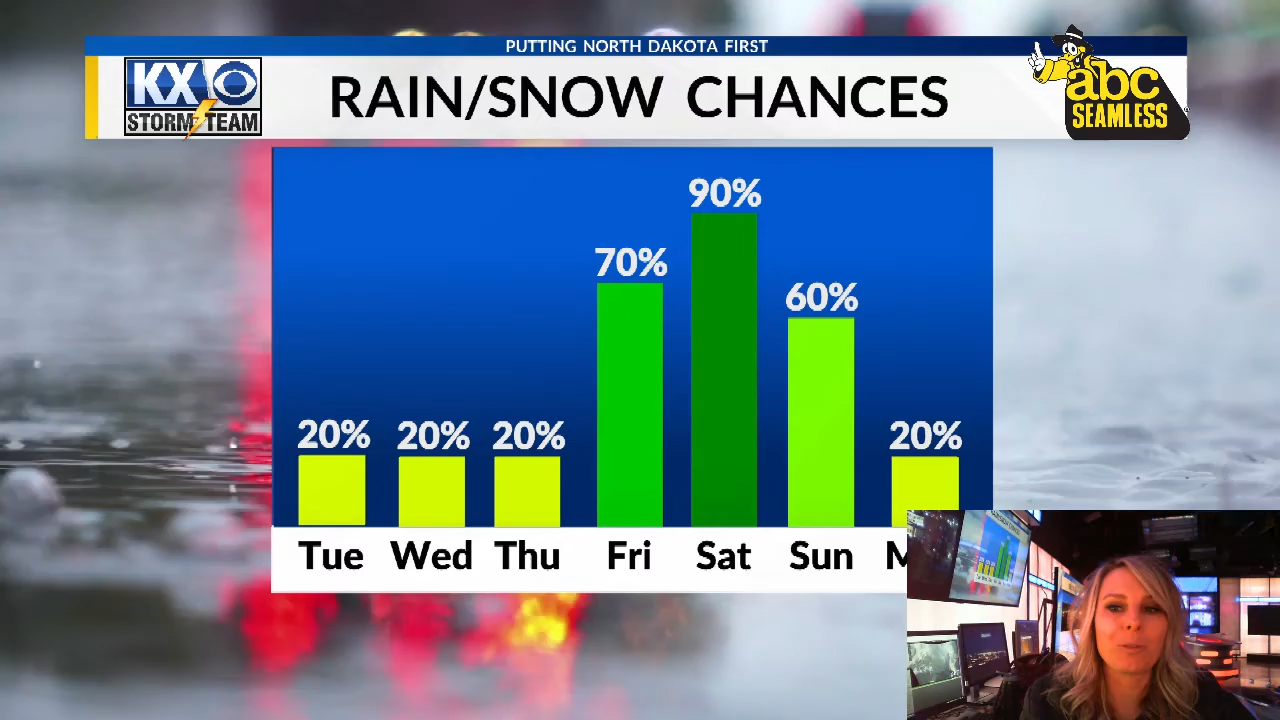 PUTTING NORTH DAKOTA FIRST
KX
STORM TEAM
RAIN/SNOW CHANCES
abc
SEAMLESS
90%
70%
60%
20% 20% 20% 20%
Tue Wed Thu Fri Sat Sun M